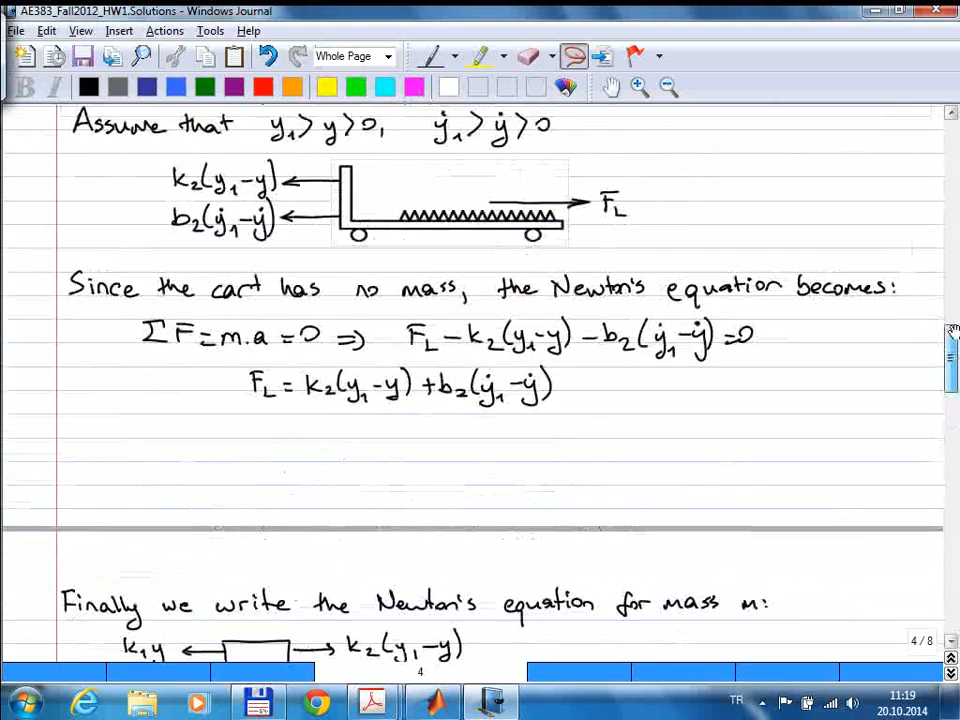 AE383_Fall2012_HW1.Solutions - Windows Journal
File Edit View Insert Actions Tools Help
Whole Page
B I
Assume that y₁>y>0, ẏ₁>ẏ>0
k₂(y₁-y)
b₂(ẏ₁-ẏ)
F_L
Since the cart has no mass, the Newton's equation becomes:
ΣF=m.a=0 ⇒ F_L-k₂(y₁-y)-b₂(ẏ₁-ẏ)=0
F_L=k₂(y₁-y)+b₂(ẏ₁-ẏ)
Finally we write the Newton's equation for mass m:
k₁y k₂(y₁-y)
4 / 8
4
TR 11:19
20.10.2014